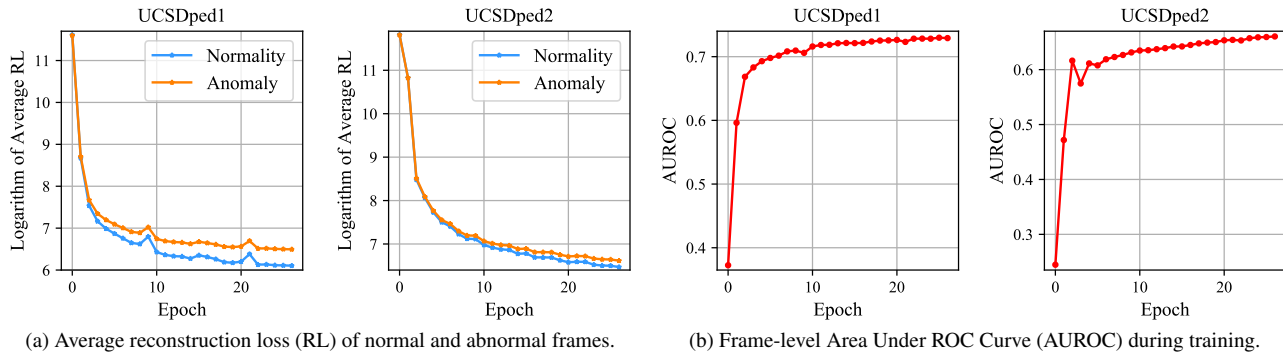 UCSDped1
Logarithm of Average RL
11
10
9
8
7
6
Normality
Anomaly
0
10
20
Epoch
UCSDped2
Logarithm of Average RL
11
10
9
8
7
Normality
Anomaly
0
10
20
Epoch
(a) Average reconstruction loss (RL) of normal and abnormal frames.
UCSDped1
AUROC
0.7
0.6
0.5
0.4
0
10
20
Epoch
UCSDped2
AUROC
0.6
0.5
0.4
0.3
0
10
20
Epoch
(b) Frame-level Area Under ROC Curve (AUROC) during training.